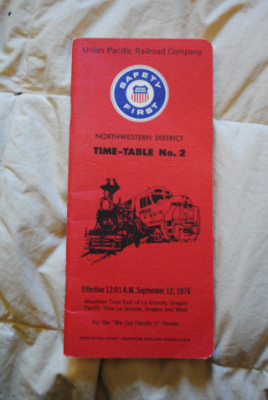 Union Pacific Railroad Company
SAFETY
FIRST
NORTHWESTERN DISTRICT
TIME-TABLE No. 2
Effective 12:01 A.M. September 12, 1976
Mountain Time East of La Grande, Oregon
Pacific Time La Grande, Oregon and West
For the "We Can Handle It" People